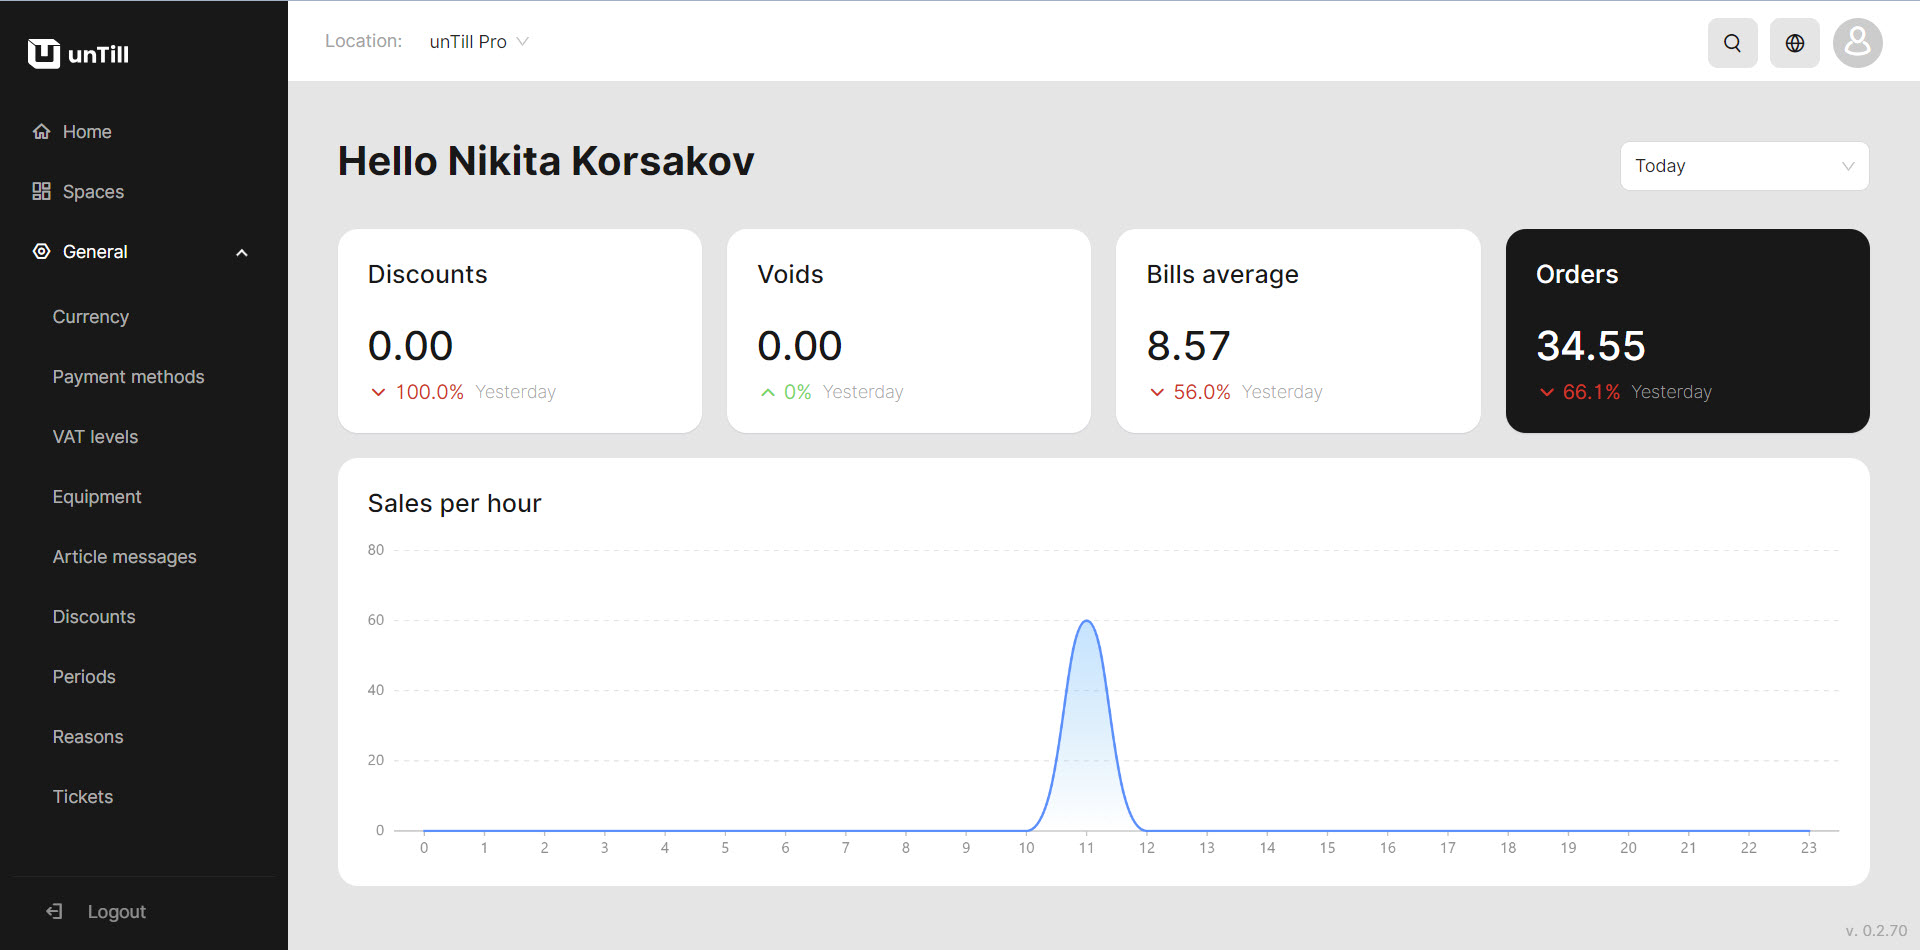 unTill
Home
Spaces
General
Currency
Payment methods
VAT levels
Equipment
Article messages
Discounts
Periods
Reasons
Tickets
Logout
Location: unTill Pro
Hello Nikita Korsakov
Today
Discounts
0.00
100.0% Yesterday
Voids
0.00
0% Yesterday
Bills average
8.57
56.0% Yesterday
Orders
34.55
66.1% Yesterday
Sales per hour
80
60
40
20
0
0 1 2 3 4 5 6 7 8 9 10 11 12 13 14 15 16 17 18 19 20 21 22 23
v. 0.2.70